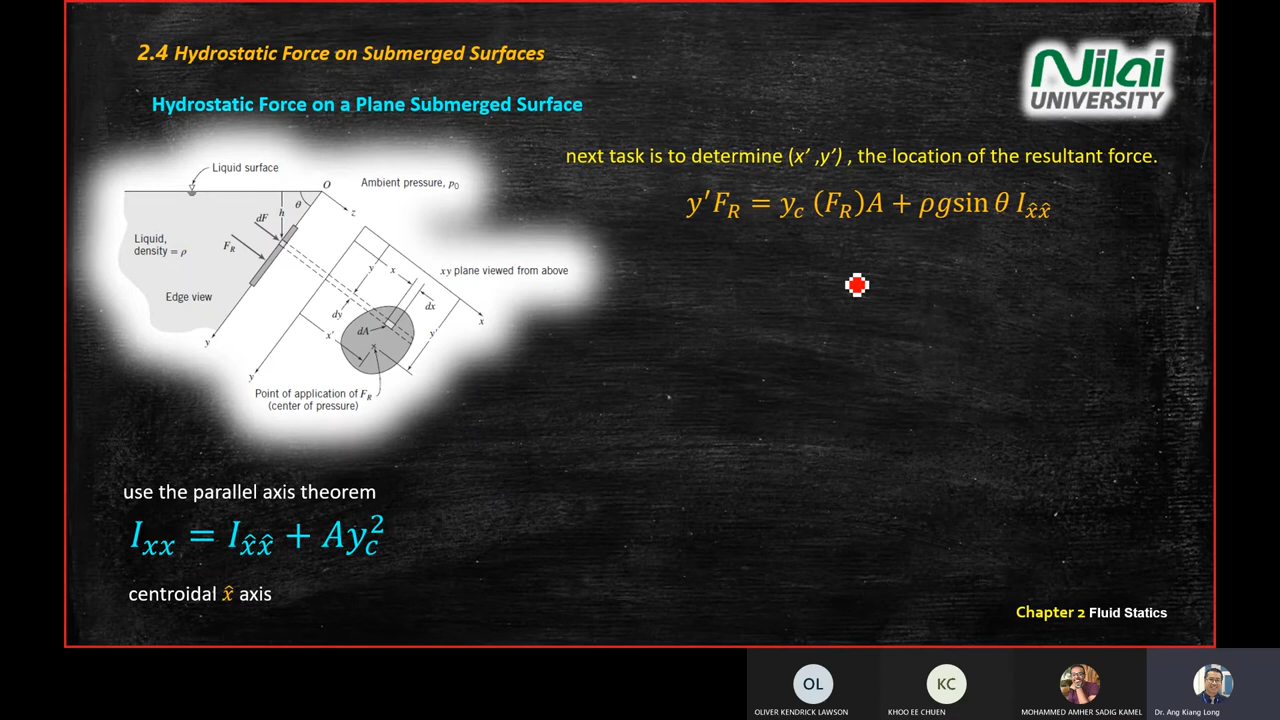 2.4 Hydrostatic Force on Submerged Surfaces
Nilai
UNIVERSITY
Hydrostatic Force on a Plane Submerged Surface
next task is to determine (x′ ,y′) , the location of the resultant force.
y′F_R = y_c (F_R)A + ρg sin θ I_x̂x̂
Liquid surface
O
Ambient pressure, p₀
θ
h
z
dF
Liquid,
density = ρ
F_R
y
x
xy plane viewed from above
Edge view
dx
dy
dA
x′
y′
x
y
y
Point of application of F_R
(center of pressure)
use the parallel axis theorem
I_xx = I_x̂x̂ + Ay_c²
centroidal x̂ axis
Chapter 2 Fluid Statics
OL
KC
OLIVER KENDRICK LAWSON
KHOO EE CHUEN
MOHAMMED AMHER SADIG KAMEL
Dr. Ang Kiang Long